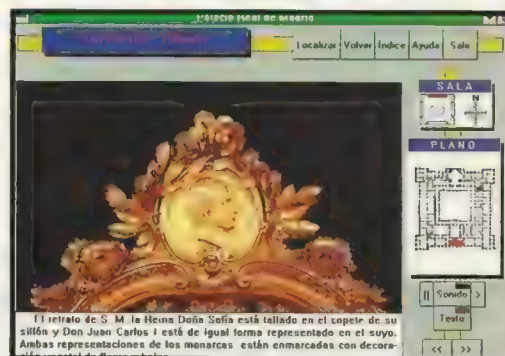 Palacio Real de Madrid
Localizar Volver Indice Ayuda Salir
SALA
N
PLANO
Sonido >
Texto
<< >>
El retrato de S. M. la Reina Doña Sofía está tallado en el copete de su
sillón y Don Juan Carlos I está de igual forma representado en el suyo.
Ambas representaciones de los monarcas están enmarcadas con decora-